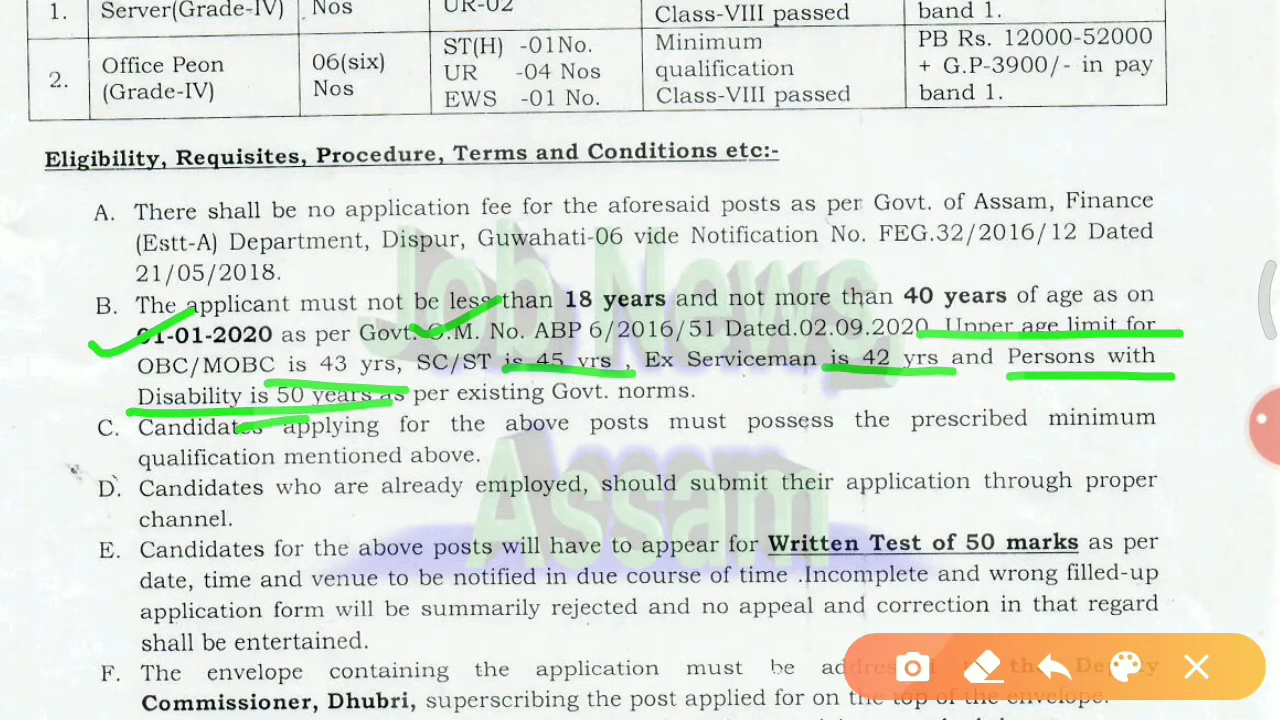 1. Server(Grade-IV) Nos UR-02 Class-VIII passed band 1.
2. Office Peon (Grade-IV) 06(six) Nos ST(H) -01No. UR -04 Nos EWS -01 No. Minimum qualification Class-VIII passed PB Rs. 12000-52000 + G.P-3900/- in pay band 1.
Eligibility, Requisites, Procedure, Terms and Conditions etc:-
A. There shall be no application fee for the aforesaid posts as per Govt. of Assam, Finance
(Estt-A) Department, Dispur, Guwahati-06 vide Notification No. FEG.32/2016/12 Dated
21/05/2018.
B. The applicant must not be less than 18 years and not more than 40 years of age as on
01-01-2020 as per Govt. O.M. No. ABP 6/2016/51 Dated.02.09.2020. Upper age limit for
OBC/MOBC is 43 yrs, SC/ST is 45 yrs , Ex Serviceman is 42 yrs and Persons with
Disability is 50 years as per existing Govt. norms.
C. Candidates applying for the above posts must possess the prescribed minimum
qualification mentioned above.
D. Candidates who are already employed, should submit their application through proper
channel.
E. Candidates for the above posts will have to appear for Written Test of 50 marks as per
date, time and venue to be notified in due course of time .Incomplete and wrong filled-up
application form will be summarily rejected and no appeal and correction in that regard
shall be entertained.
F. The envelope containing the application must be
Commissioner, Dhubri, superscribing the post applied for on the top of the envelope.
Job News
Assam